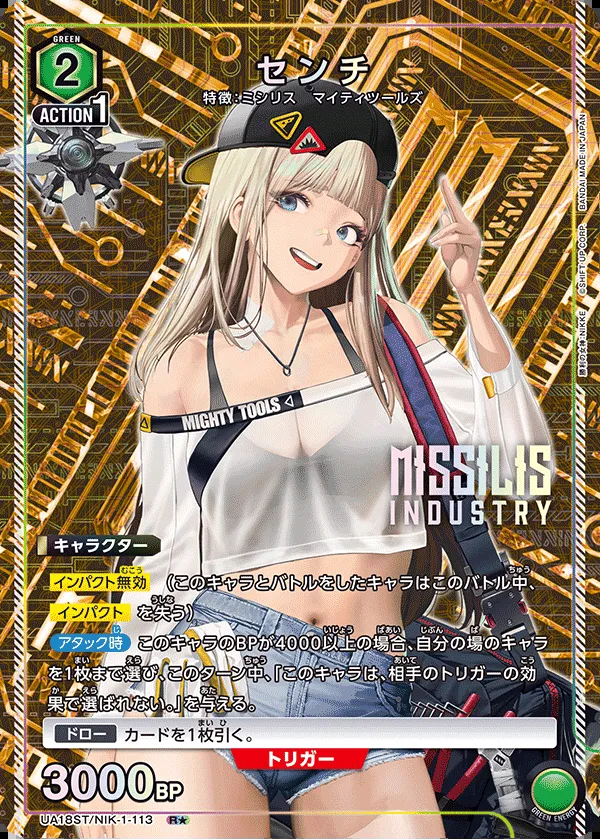 GREEN
2
センチ
特徴:ミシリス マイティツールズ
ACTION1
MIGHTY TOOLS
MISSILIS
INDUSTRY
キャラクター
インパクト無効 (このキャラとバトルをしたキャラはこのバトル中、
インパクト を失う)
アタック時 このキャラのBPが4000以上の場合、自分の場のキャラ
を1枚まで選び、このターン中、「このキャラは、相手のトリガーの効
果で選ばれない。」を与える。
ドロー カードを1枚引く。
トリガー
3000BP
GREEN ENERGY
UA18ST/NIK-1-113 R★
勝利の女神:NIKKE ©SHIFT UP CORP. BANDAI MADE IN JAPAN